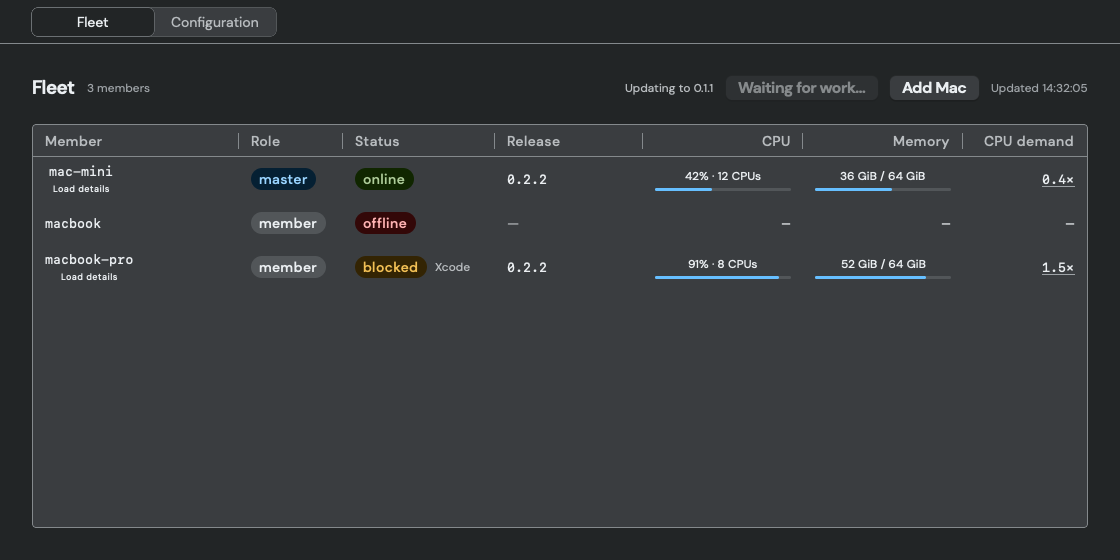 Fleet Configuration
Fleet 3 members Updating to 0.1.1 Waiting for work... Add Mac Updated 14:32:05
Member Role Status Release CPU Memory CPU demand
mac-mini master online 0.2.2 42% · 12 CPUs 36 GiB / 64 GiB 0.4×
Load details
macbook member offline — — — —
macbook-pro member blocked Xcode 0.2.2 91% · 8 CPUs 52 GiB / 64 GiB 1.5×
Load details